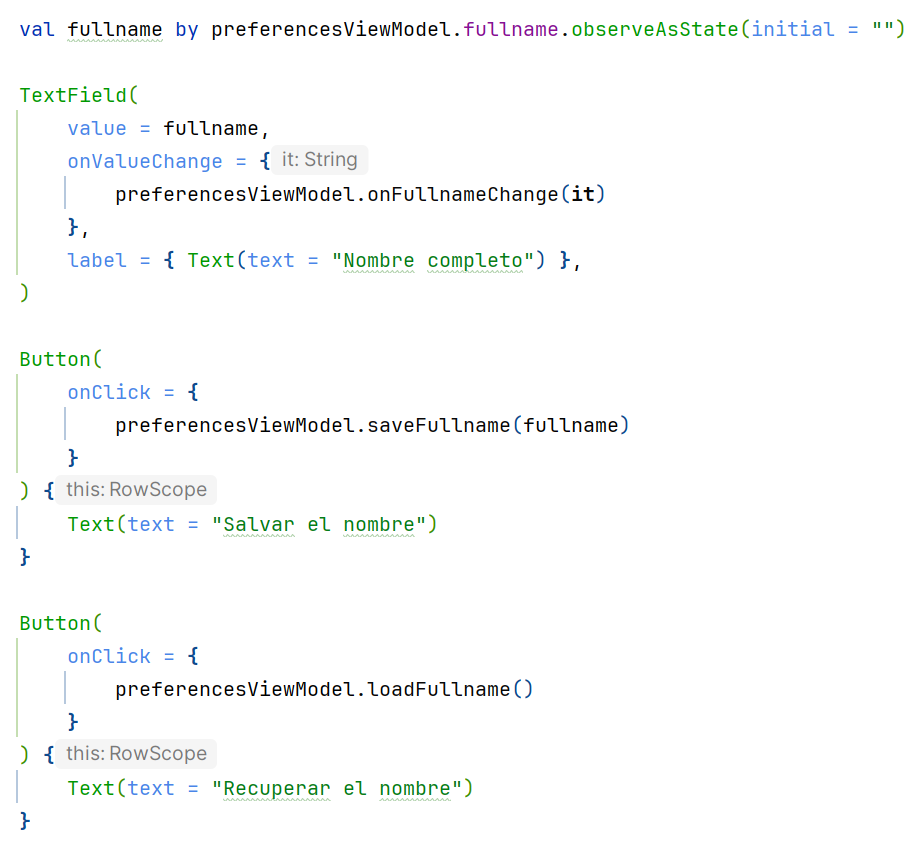 val fullname by preferencesViewModel.fullname.observeAsState(initial = "")
TextField(
value = fullname,
onValueChange = { it: String
preferencesViewModel.onFullnameChange(it)
},
label = { Text(text = "Nombre completo") },
)
Button(
onClick = {
preferencesViewModel.saveFullname(fullname)
}
) { this: RowScope
Text(text = "Salvar el nombre")
}
Button(
onClick = {
preferencesViewModel.loadFullname()
}
) { this: RowScope
Text(text = "Recuperar el nombre")
}